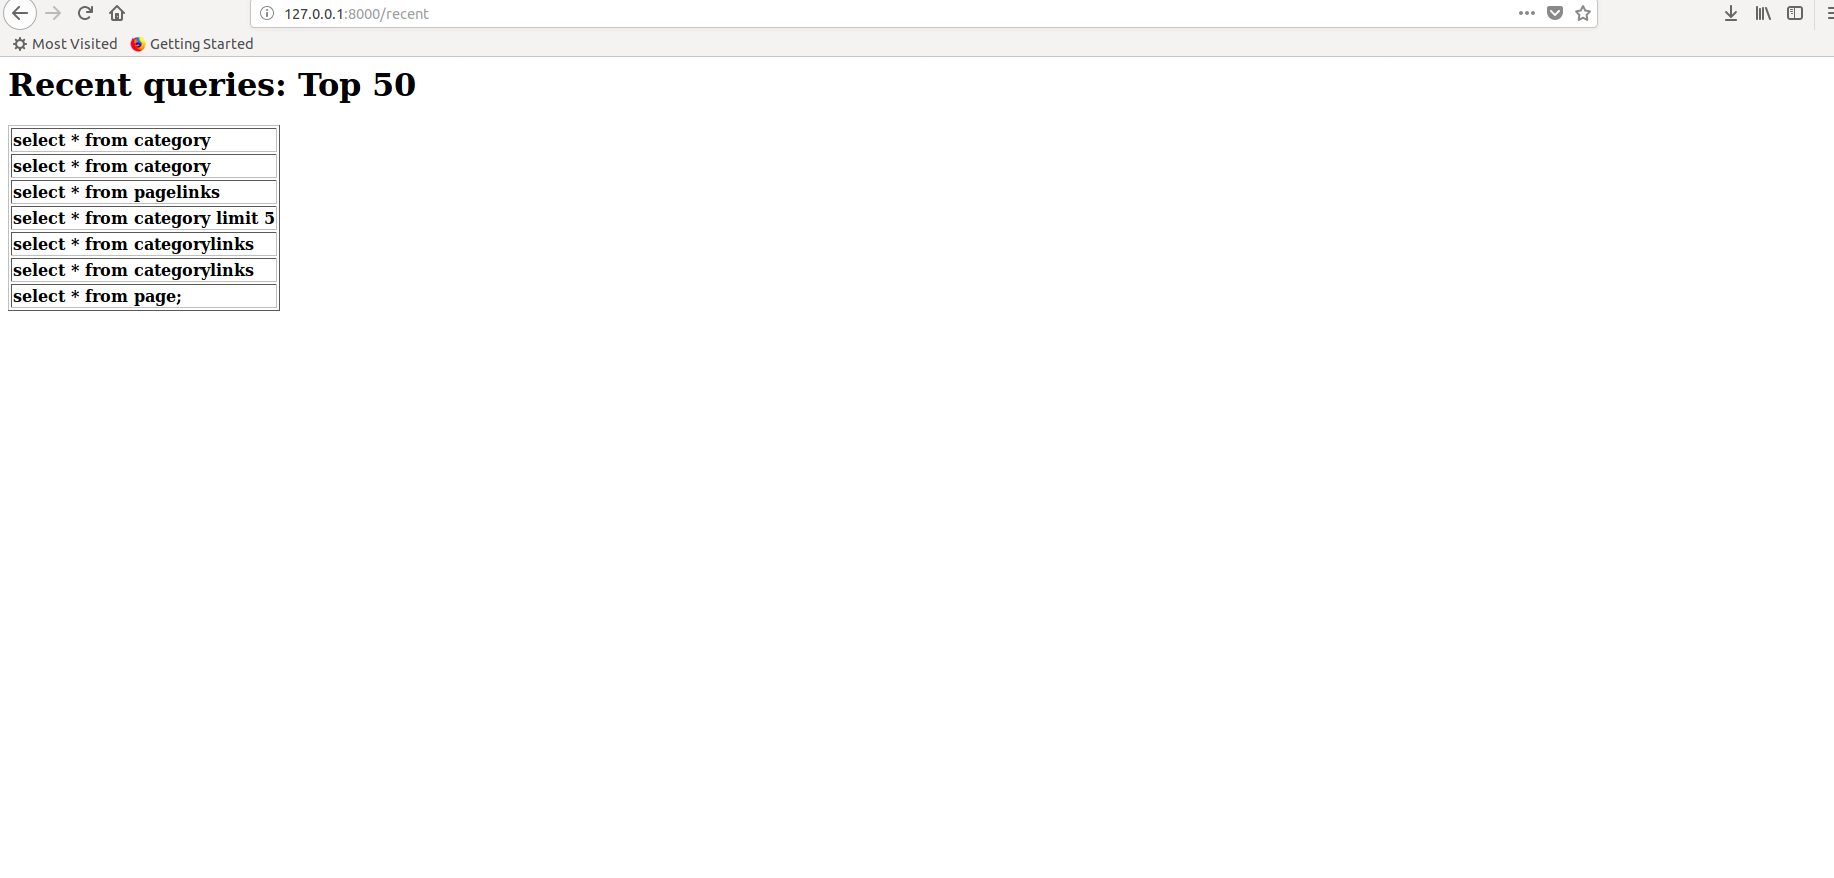 127.0.0.1:8000/recent
Most Visited Getting Started
Recent queries: Top 50
select * from category
select * from category
select * from pagelinks
select * from category limit 5
select * from categorylinks
select * from categorylinks
select * from page;